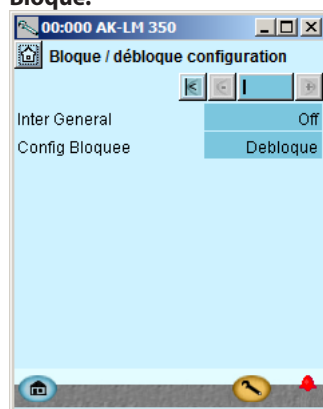 Bloque.
00:000 AK-LM 350
Bloque / débloque configuration
Inter General Off
Config Bloquee Debloque